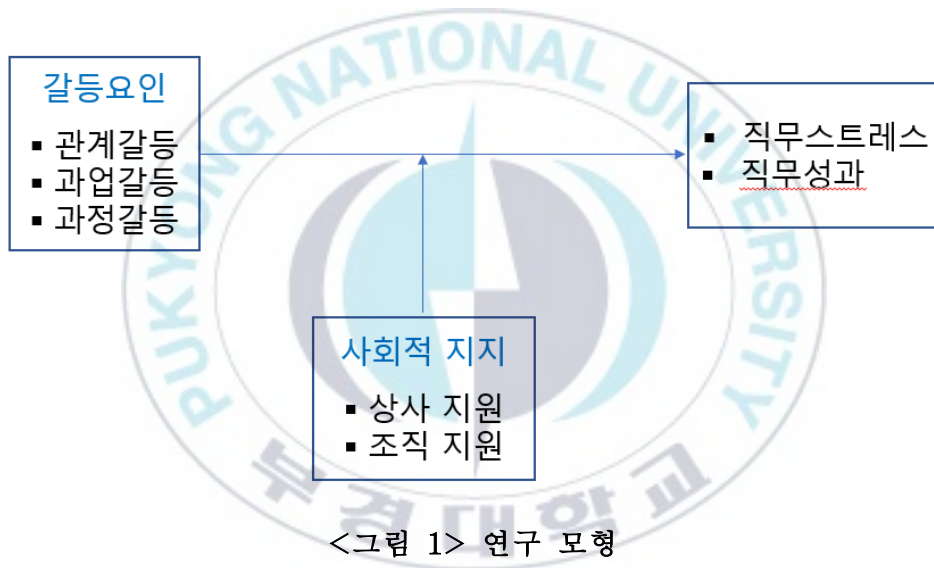 PUKYONG NATIONAL UNIVERSITY
갈등요인
▪ 관계갈등
▪ 과업갈등
▪ 과정갈등
▪ 직무스트레스
▪ 직무성과
사회적 지지
▪ 상사 지원
▪ 조직 지원
부경대학교
<그림 1> 연구 모형